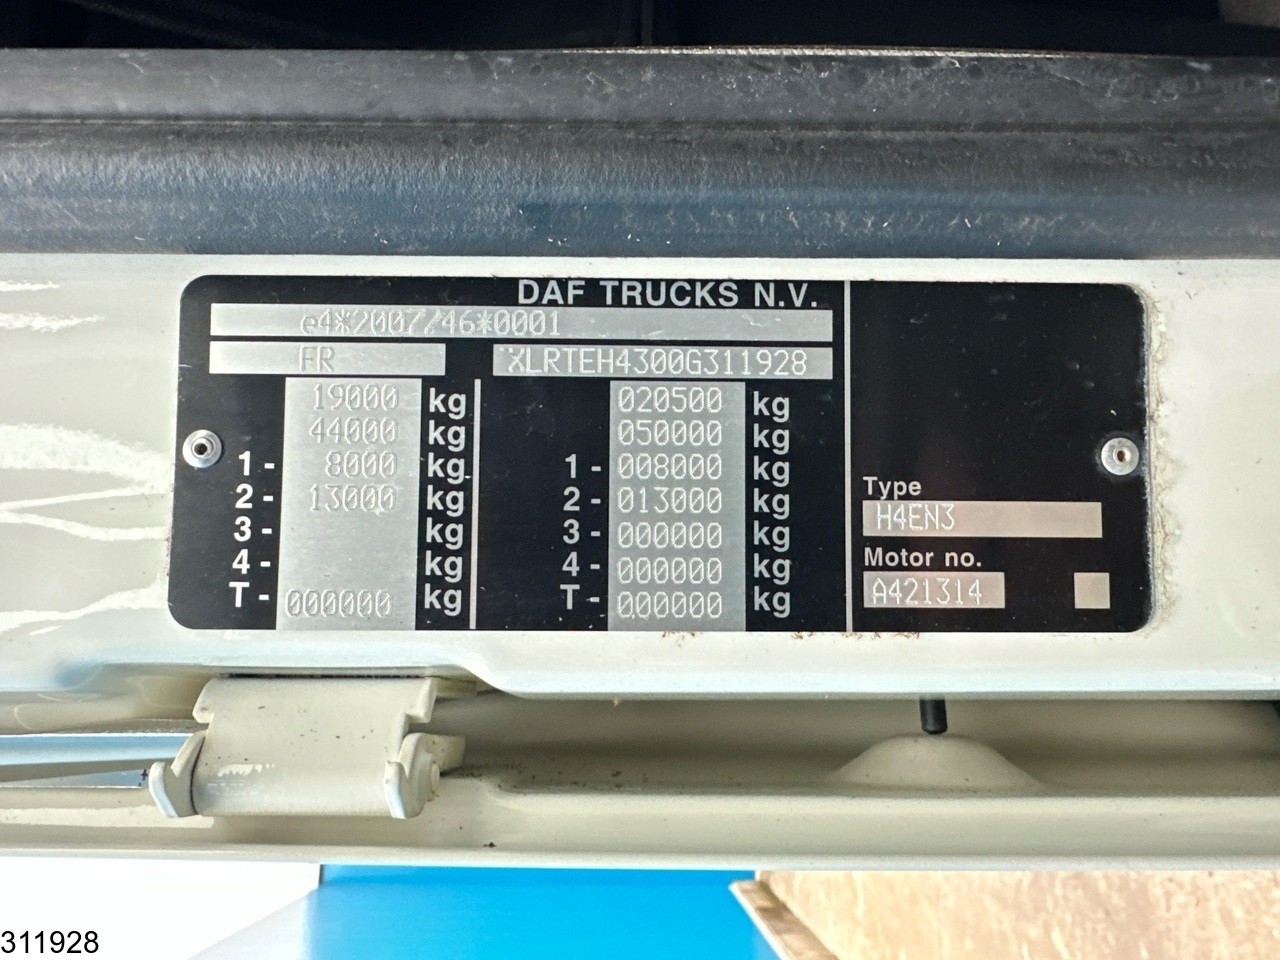 DAF TRUCKS N.V.
e4*2007/46*0001
FR XLRTEH4300G311928
19000 kg 020500 kg
44000 kg 050000 kg
1- 8000 kg 1- 008000 kg
2- 13000 kg 2- 013000 kg
3- kg 3- 000000 kg
4- kg 4- 000000 kg
T- 000000 kg T- 000000 kg
Type
H4EN3
Motor no.
A421314
311928